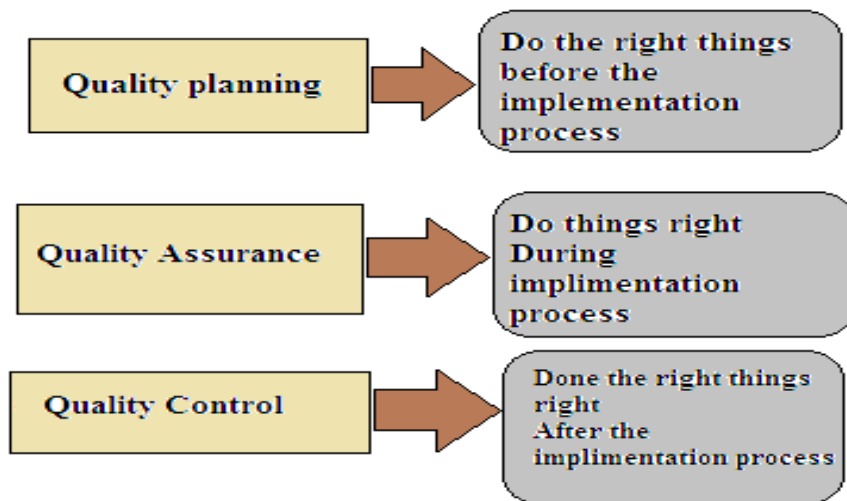 Quality planning
Do the right things
before the
implementation
process
Quality Assurance
Do things right
During
implimentation
process
Quality Control
Done the right things
right
After the
implimentation process